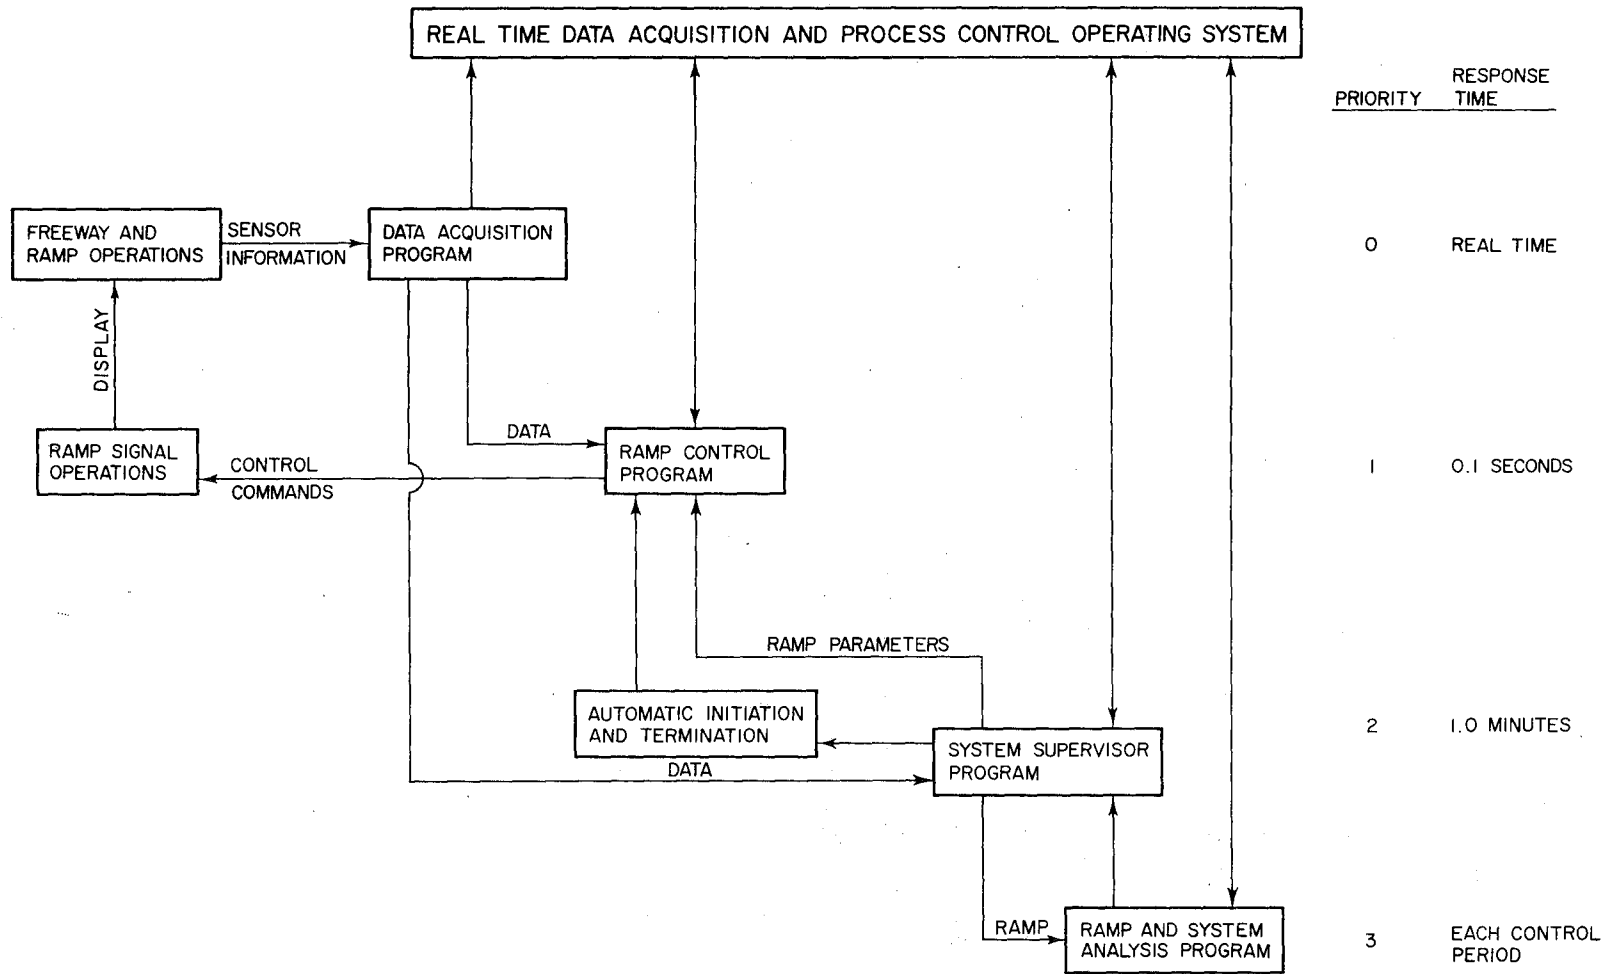 REAL TIME DATA ACQUISITION AND PROCESS CONTROL OPERATING SYSTEM
PRIORITY
RESPONSE
TIME
FREEWAY AND
RAMP OPERATIONS
SENSOR
INFORMATION
DATA ACQUISITION
PROGRAM
0 REAL TIME
DISPLAY
RAMP SIGNAL
OPERATIONS
CONTROL
COMMANDS
DATA
RAMP CONTROL
PROGRAM
1 0.1 SECONDS
RAMP PARAMETERS
AUTOMATIC INITIATION
AND TERMINATION
DATA
SYSTEM SUPERVISOR
PROGRAM
2 1.0 MINUTES
RAMP
RAMP AND SYSTEM
ANALYSIS PROGRAM
3 EACH CONTROL
PERIOD